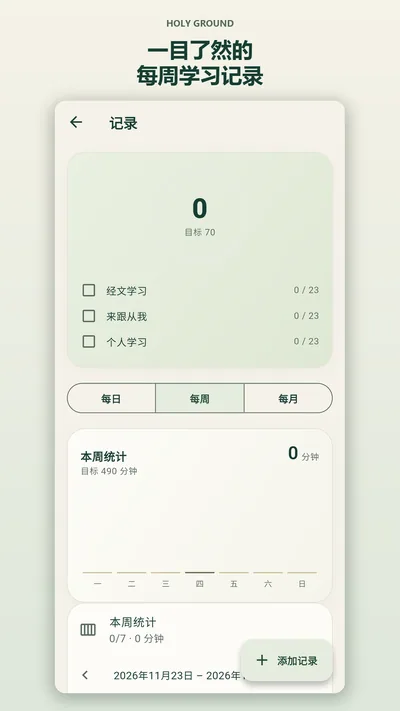 HOLY GROUND
一目了然的
每周学习记录
记录
0
目标 70
经文学习 0 / 23
来跟从我 0 / 23
个人学习 0 / 23
每日 每周 每月
本周统计 0 分钟
目标 490 分钟
一 二 三 四 五 六 日
本周统计
0/7 · 0 分钟
添加记录
2026年11月23日 – 2026年